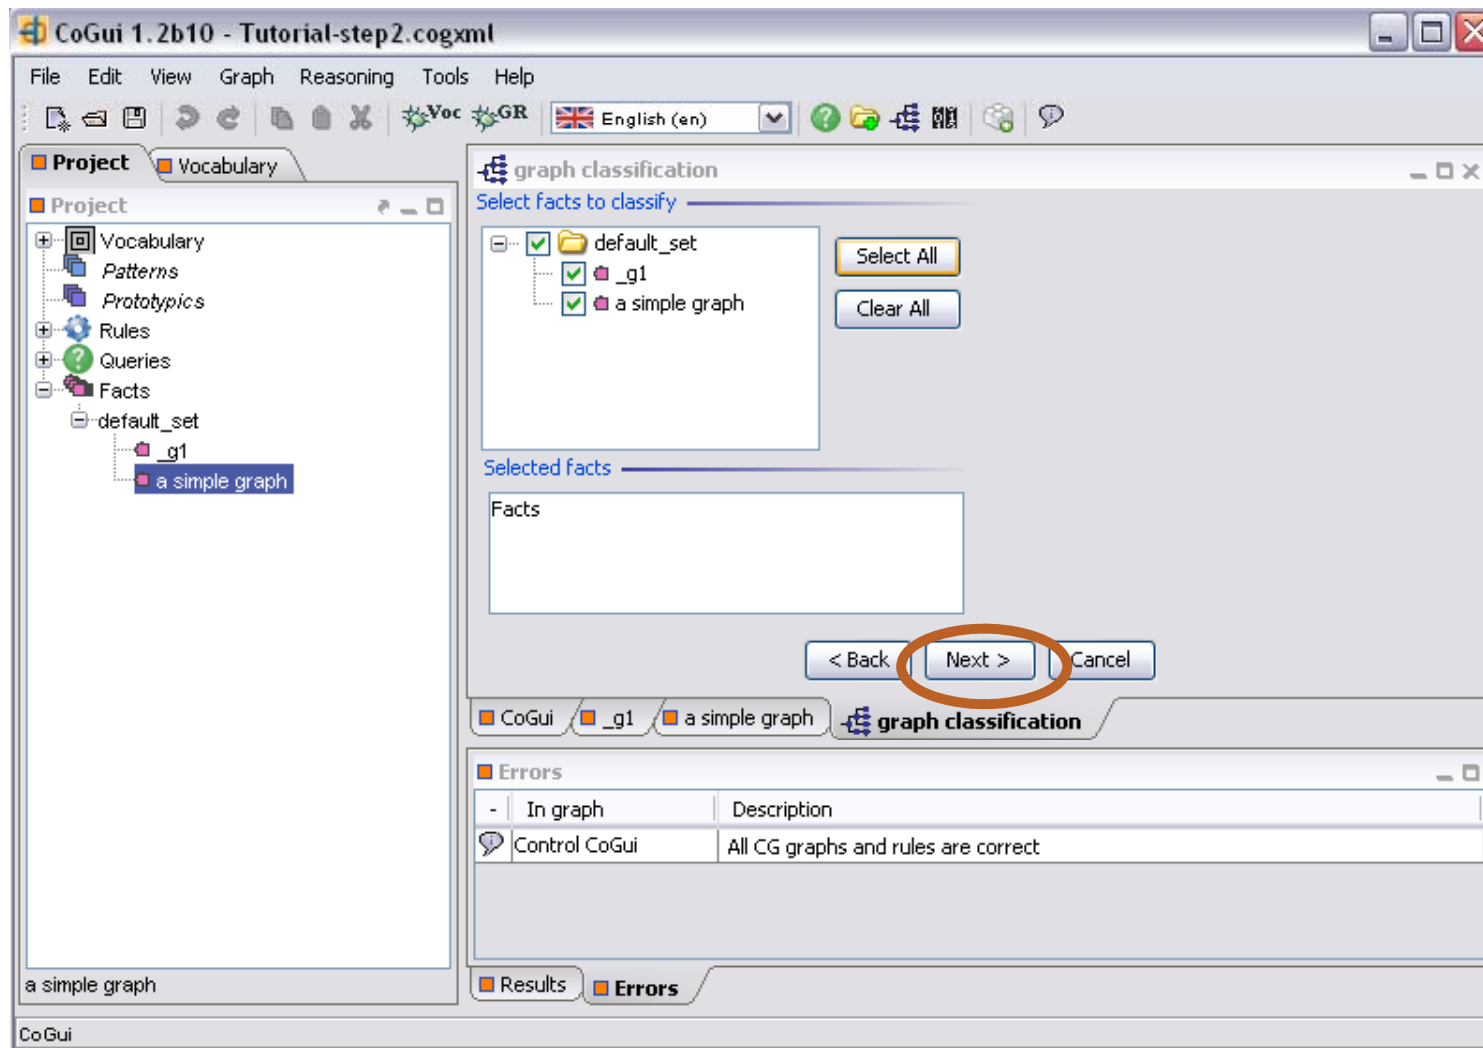 CoGui 1.2b10 - Tutorial-step2.cogxml
File Edit View Graph Reasoning Tools Help
Voc GR English (en)
Project Vocabulary
Project
Vocabulary
Patterns
Prototypics
Rules
Queries
Facts
default_set
_g1
a simple graph
a simple graph
graph classification
Select facts to classify
default_set
_g1
a simple graph
Select All
Clear All
Selected facts
Facts
< Back Next > Cancel
CoGui _g1 a simple graph graph classification
Errors
- In graph Description
Control CoGui All CG graphs and rules are correct
Results Errors
CoGui